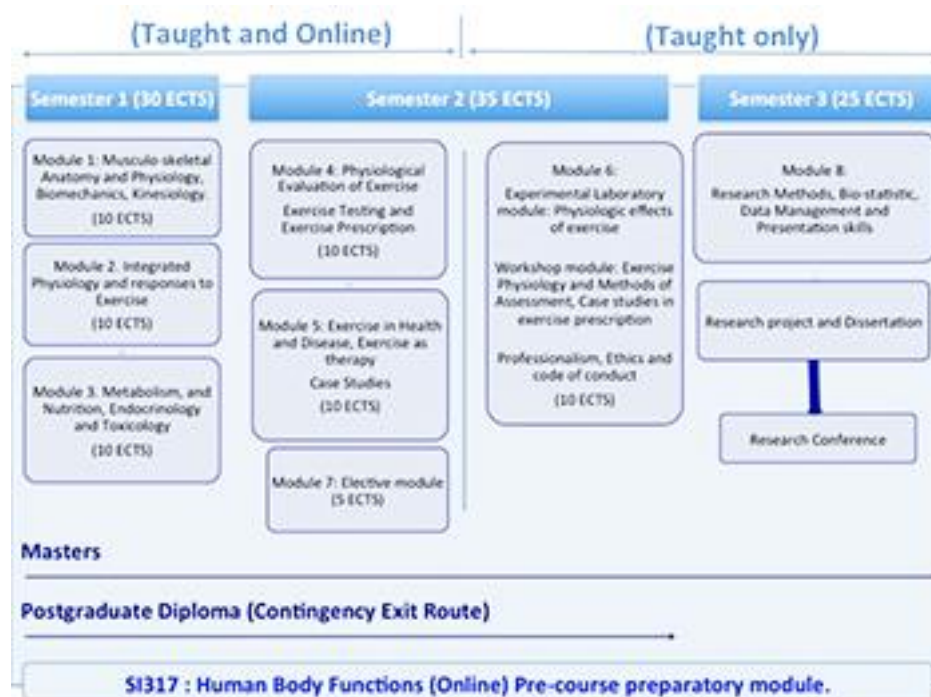 (Taught and Online)
(Taught only)
Semester 1 (30 ECTS)
Semester 2 (35 ECTS)
Semester 3 (25 ECTS)
Module 1: Musculo skeletal
Anatomy and Physiology,
Biomechanics, Kinesiology.
(10 ECTS)
Module 2. Integrated
Physiology and responses to
Exercise
(10 ECTS)
Module 3. Metabolism, and
Nutrition, Endocrinology
and Toxicology
(10 ECTS)
Module 4: Physiological
Evaluation of Exercise
Exercise Testing and
Exercise Prescription
(10 ECTS)
Module 5: Exercise in Health
and Disease, Exercise as
therapy
Case Studies
(10 ECTS)
Module 7: Elective module
(5 ECTS)
Module 6:
Experimental Laboratory
module: Physiologic effects
of exercise
Workshop module: Exercise
Physiology and Methods of
Assessment, Case studies in
exercise prescription
Professionalism, Ethics and
code of conduct
(10 ECTS)
Module 8:
Research Methods, Bio-statistic,
Data Management and
Presentation skills
Research project and Dissertation
Research Conference
Masters
Postgraduate Diploma (Contingency Exit Route)
SI317 : Human Body Functions (Online) Pre-course preparatory module.